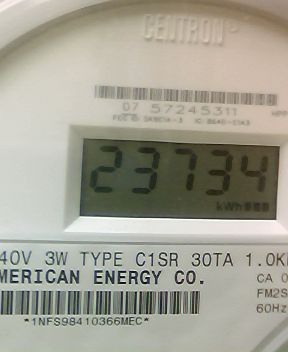 CENTRON®
07 57245311
23734
kWh
40V 3W TYPE C1SR 30TA 1.0K
MERICAN ENERGY CO.
CA 0
FM2S
60Hz
*1NFS98410366MEC*